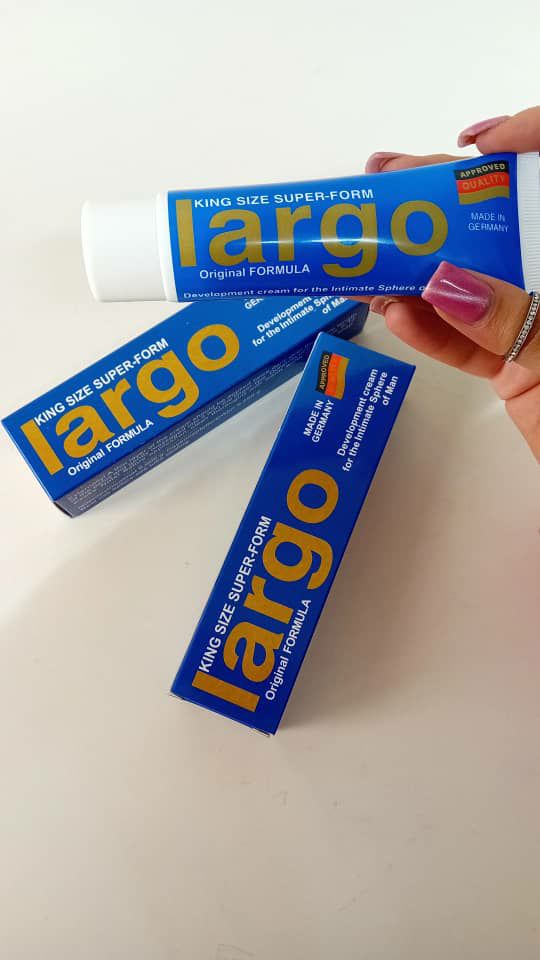 KING SIZE SUPER-FORM
largo
Original FORMULA
Development cream for the Intimate Sphere
APPROVED
QUALITY
MADE IN
GERMANY
KING SIZE SUPER-FORM
largo
Original FORMULA
Development
for the Intimate
of Man
KING SIZE SUPER-FORM
largo
Original FORMULA
APPROVED
MADE IN
GERMANY
Development cream
for the Intimate Sphere
of Man